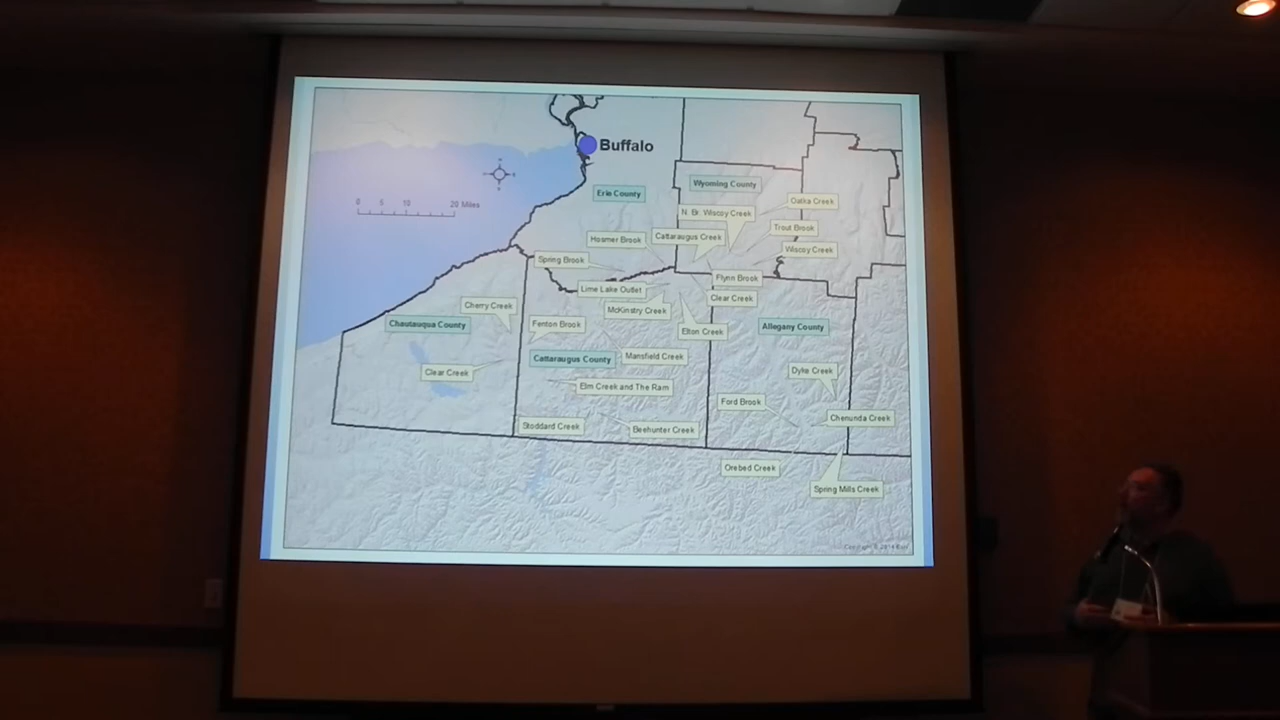 Buffalo
Erie County
Wyoming County
N. Br. Wiscoy Creek
Oatka Creek
Trout Brook
Cattaraugus Creek
Hosmer Brook
Wiscoy Creek
Spring Brook
Flynn Brook
Lime Lake Outlet
Clear Creek
McKinstry Creek
Elton Creek
0 5 10 20 Miles
Cherry Creek
Chautauqua County
Fenton Brook
Allegany County
Cattaraugus County
Mansfield Creek
Clear Creek
Elm Creek and The Ram
Dyke Creek
Ford Brook
Chenunda Creek
Stoddard Creek
Beehunter Creek
Orebed Creek
Spring Mills Creek